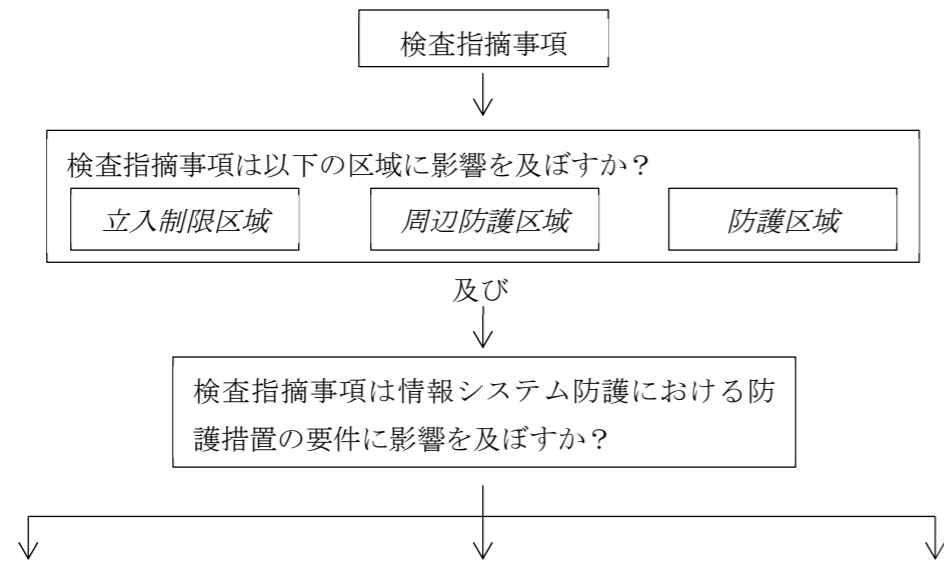 検査指摘事項
検査指摘事項は以下の区域に影響を及ぼすか？
立入制限区域 周辺防護区域 防護区域
及び
検査指摘事項は情報システム防護における防
護措置の要件に影響を及ぼすか？